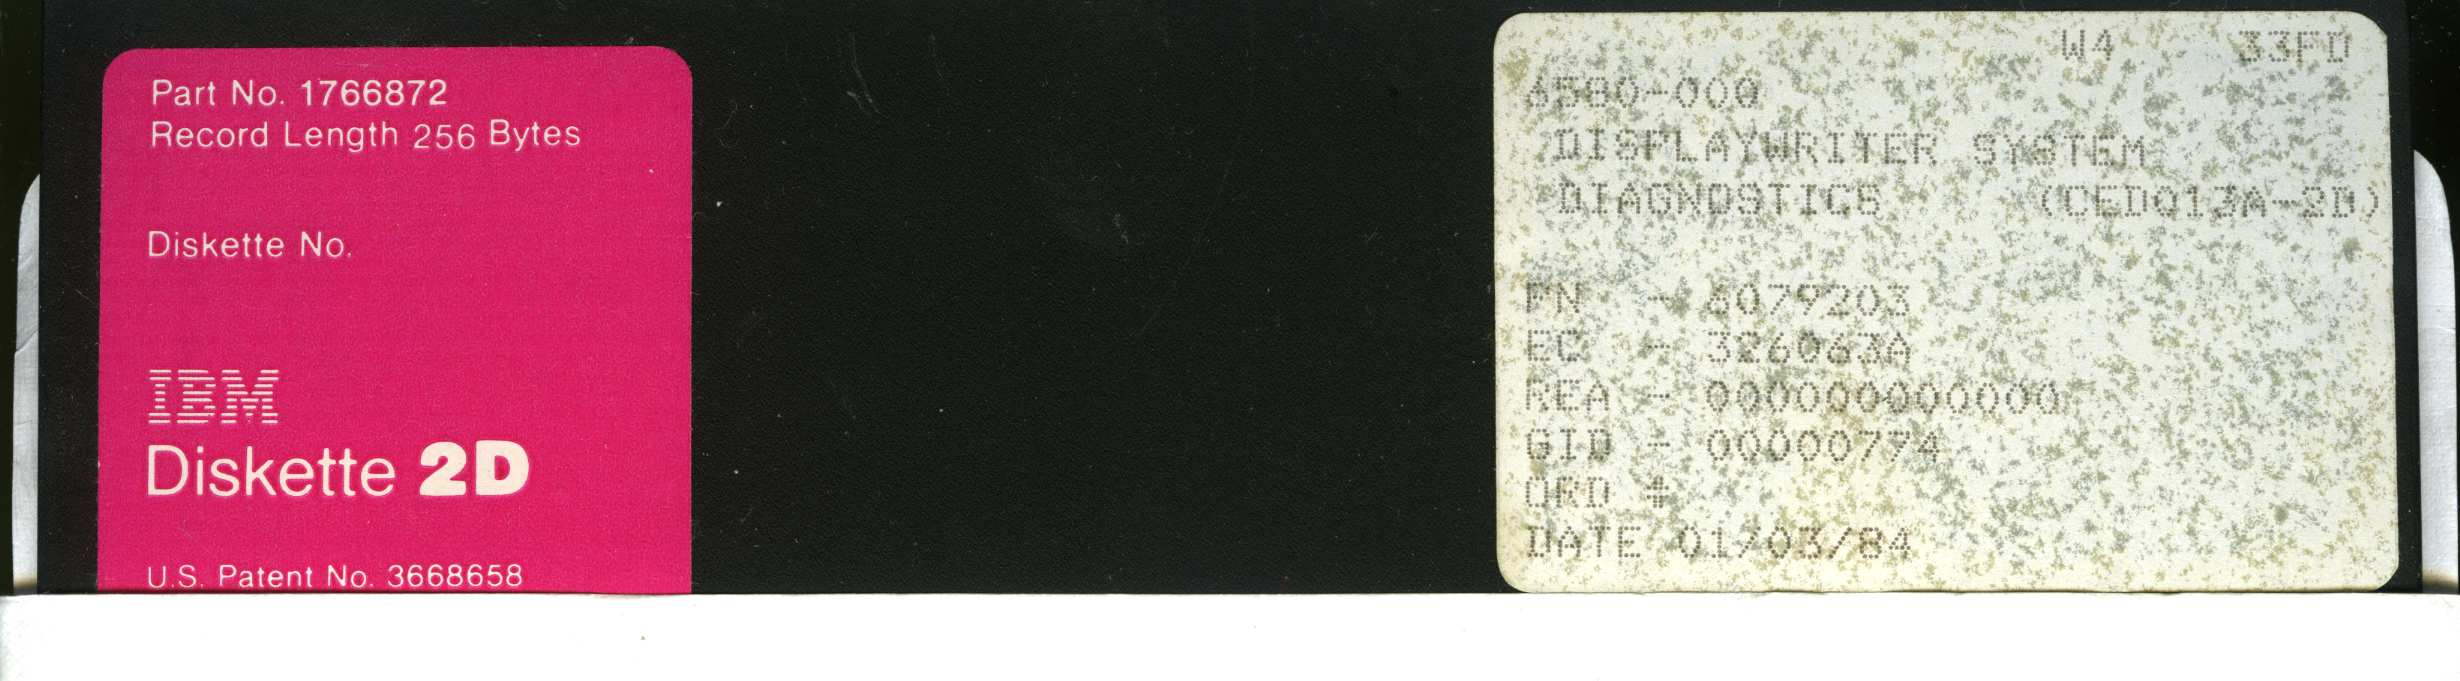 Part No. 1766872
Record Length 256 Bytes
Diskette No.
IBM
Diskette 2D
U.S. Patent No. 3668658
W4 33FD
6580-000
DISPLAYWRITER SYSTEM
DIAGNOSTICS (CED013A-2D)
PN - 6079203
EC - 326063A
REA - 000000000000
GID - 00000774
ORD #
DATE 01/03/84